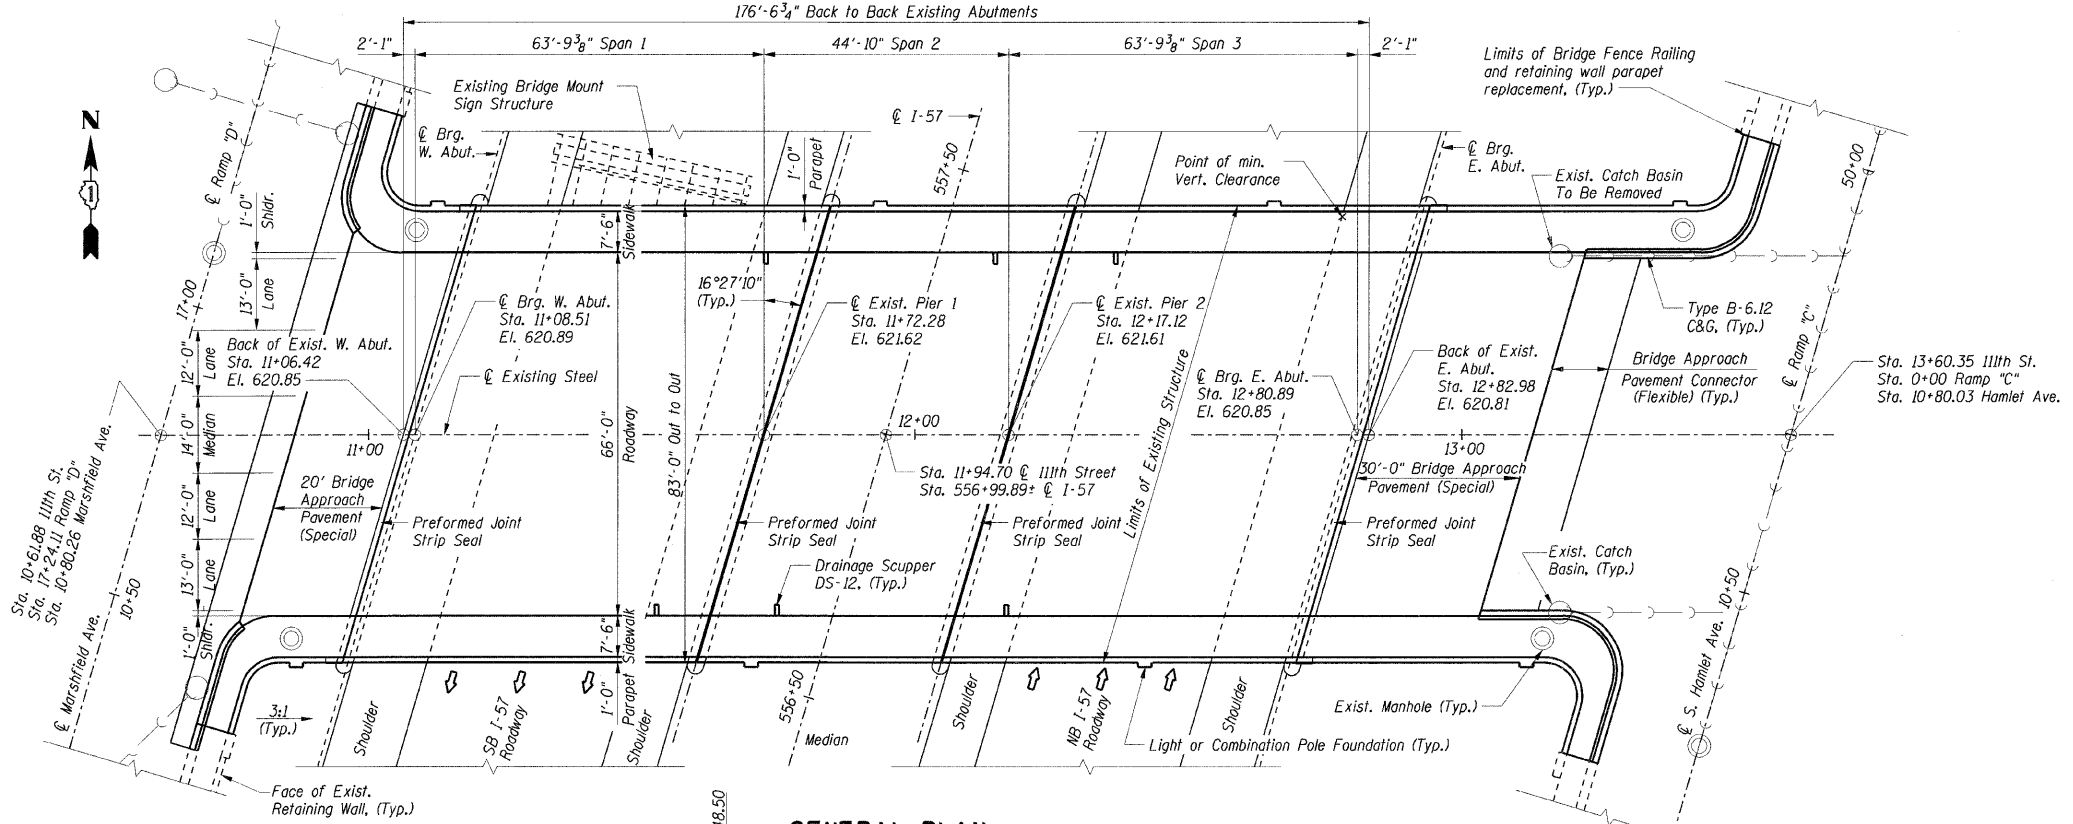 176'-6 3/4" Back to Back Existing Abutments
2'-1"
63'-9 3/8" Span 1
44'-10" Span 2
63'-9 3/8" Span 3
2'-1"
Limits of Bridge Fence Railing
and retaining wall parapet
replacement, (Typ.)
Existing Bridge Mount
Sign Structure
N
℄ Ramp "D"
℄ Brg.
W. Abut.
1'-0"
Parapet
℄ I-57
557+50
Point of min.
Vert. Clearance
℄ Brg.
E. Abut.
Exist. Catch Basin
To Be Removed
50+00
1'-0"
Shldr.
7'-6"
Sidewalk
13'-0"
Lane
17+00
16°27'10"
(Typ.)
℄ Brg. W. Abut.
Sta. 11+08.51
El. 620.89
℄ Exist. Pier 1
Sta. 11+72.28
El. 621.62
℄ Exist. Pier 2
Sta. 12+17.12
El. 621.61
Type B-6.12
C&G, (Typ.)
℄ Ramp "C"
Back of Exist. W. Abut.
Sta. 11+06.42
El. 620.85
12'-0"
Lane
℄ Existing Steel
℄ Brg. E. Abut.
Sta. 12+80.89
El. 620.85
Back of Exist.
E. Abut.
Sta. 12+82.98
El. 620.81
Bridge Approach
Pavement Connector
(Flexible) (Typ.)
Sta. 13+60.35 111th St.
Sta. 0+00 Ramp "C"
Sta. 10+80.03 Hamlet Ave.
14'-0"
Median
11+00
66'-0"
Roadway
83'-0" Out to Out
12+00
Limits of Existing Structure
13+00
Sta. 10+61.88 111th St.
Sta. 17+24.11 Ramp "D"
Sta. 10+80.26 Marshfield Ave.
12'-0"
Lane
20' Bridge
Approach
Pavement
(Special)
Sta. 11+94.70 ℄ 111th Street
Sta. 556+99.89± ℄ I-57
30'-0" Bridge Approach
Pavement (Special)
Preformed Joint
Strip Seal
Preformed Joint
Strip Seal
Preformed Joint
Strip Seal
Preformed Joint
Strip Seal
13'-0"
Lane
10+50
Drainage Scupper
DS-12, (Typ.)
Exist. Catch
Basin, (Typ.)
10+50
℄ Marshfield Ave.
1'-0"
Shldr.
7'-6"
Sidewalk
1'-0"
Parapet
℄ S. Hamlet Ave.
3:1
(Typ.)
Shoulder
SB I-57
Roadway
Shoulder
556+50
Median
Shoulder
NB I-57
Roadway
Shoulder
Exist. Manhole (Typ.)
Light or Combination Pole Foundation (Typ.)
Face of Exist.
Retaining Wall, (Typ.)
18.50
GENERAL PLAN